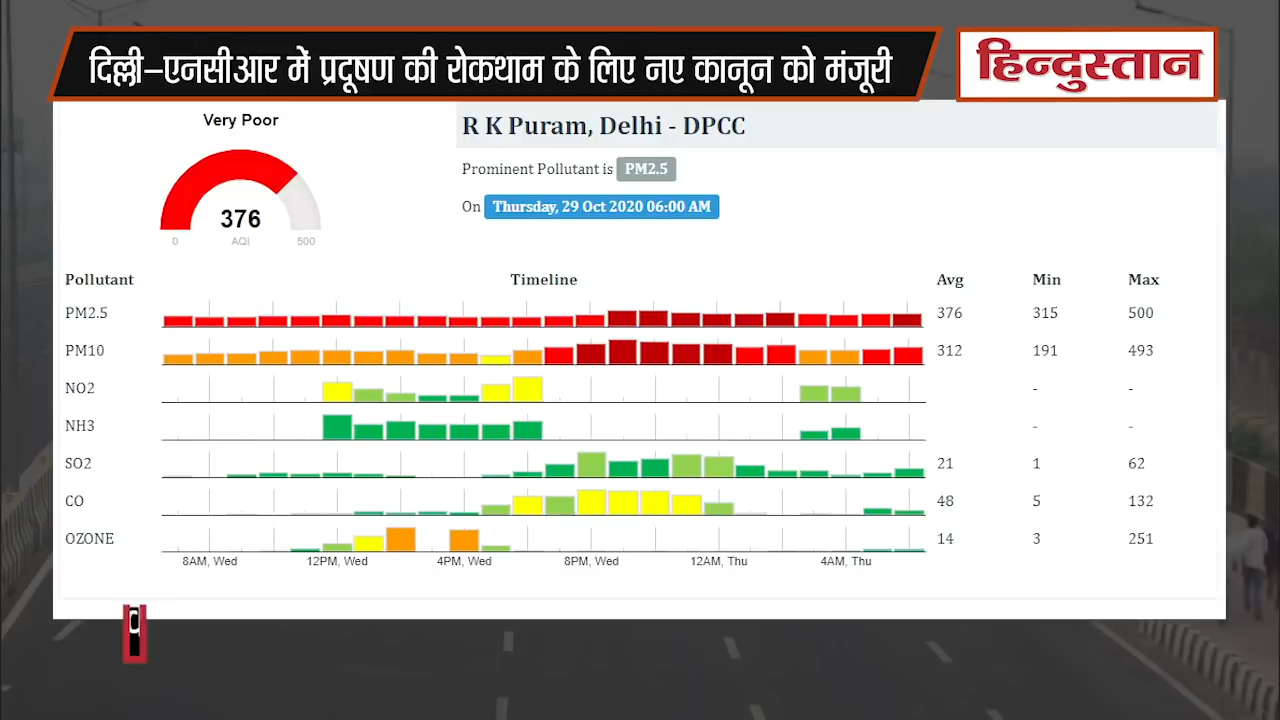 दिल्ली-एनसीआर में प्रदूषण की रोकथाम के लिए नए कानून को मंजूरी
हिन्दुस्तान
Very Poor
376
0 AQI 500
R K Puram, Delhi - DPCC
Prominent Pollutant is PM2.5
On Thursday, 29 Oct 2020 06:00 AM
Pollutant Timeline Avg Min Max
PM2.5 376 315 500
PM10 312 191 493
NO2 - -
NH3 - -
SO2 21 1 62
CO 48 5 132
OZONE 14 3 251
8AM, Wed 12PM, Wed 4PM, Wed 8PM, Wed 12AM, Thu 4AM, Thu